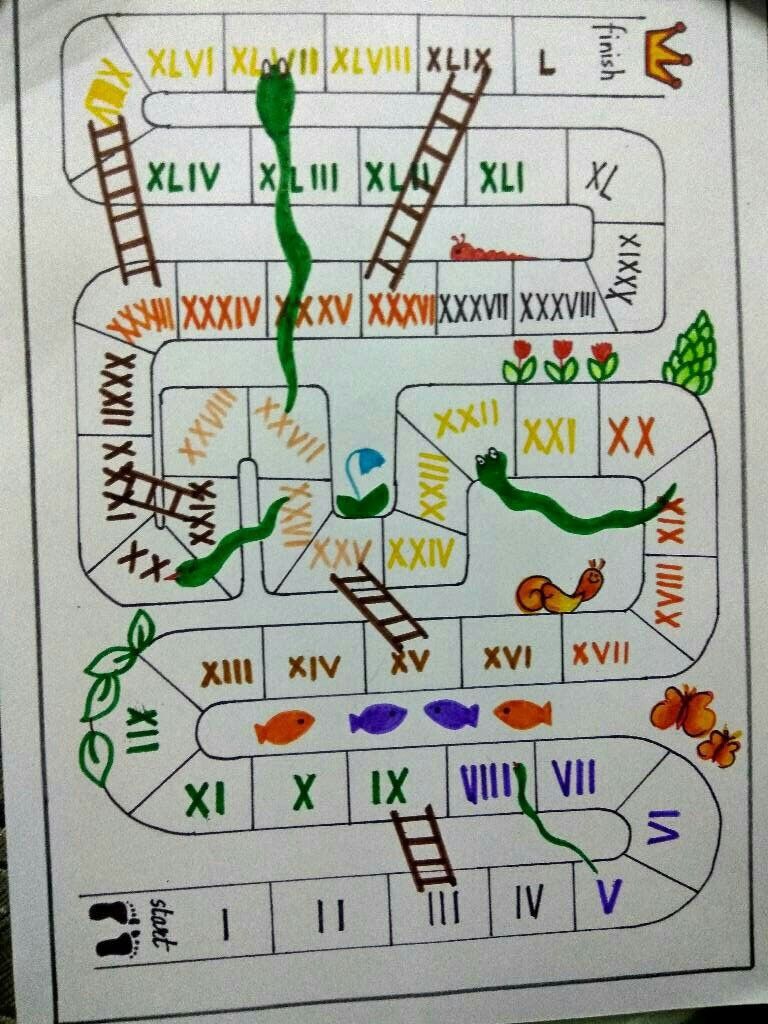 XLVI XLVII XLVIII XLIX L finish
XLV
XLIV XLIII XLII XLI XL
XXXIX
XXXIII XXXIV XXXV XXXVI XXXVII XXXVIII
XXXII
XXVIII XXVII XXII XXI XX
XXXI XXIX XXVI XXIII XIX
XXX XXV XXIV XVIII
XIII XIV XV XVI XVII
XII
XI X IX VIII VII
VI
start I II III IV V